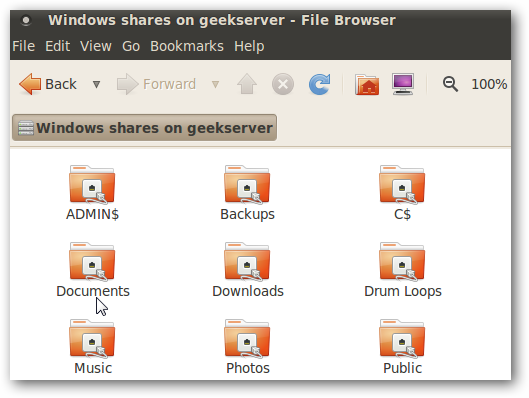 Windows shares on geekserver - File Browser
File Edit View Go Bookmarks Help
Back Forward 100%
Windows shares on geekserver
ADMIN$ Backups C$
Documents Downloads Drum Loops
Music Photos Public